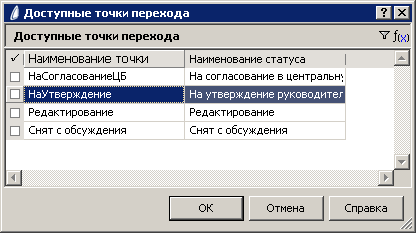 Доступные точки перехода
Доступные точки перехода f(x)
Наименование точки Наименование статуса
НаСогласованиеЦБ На согласование в центральну
НаУтверждение На утверждение руководител
Редактирование Редактирование
Снят с обсуждения Снят с обсуждения
ОК Отмена Справка